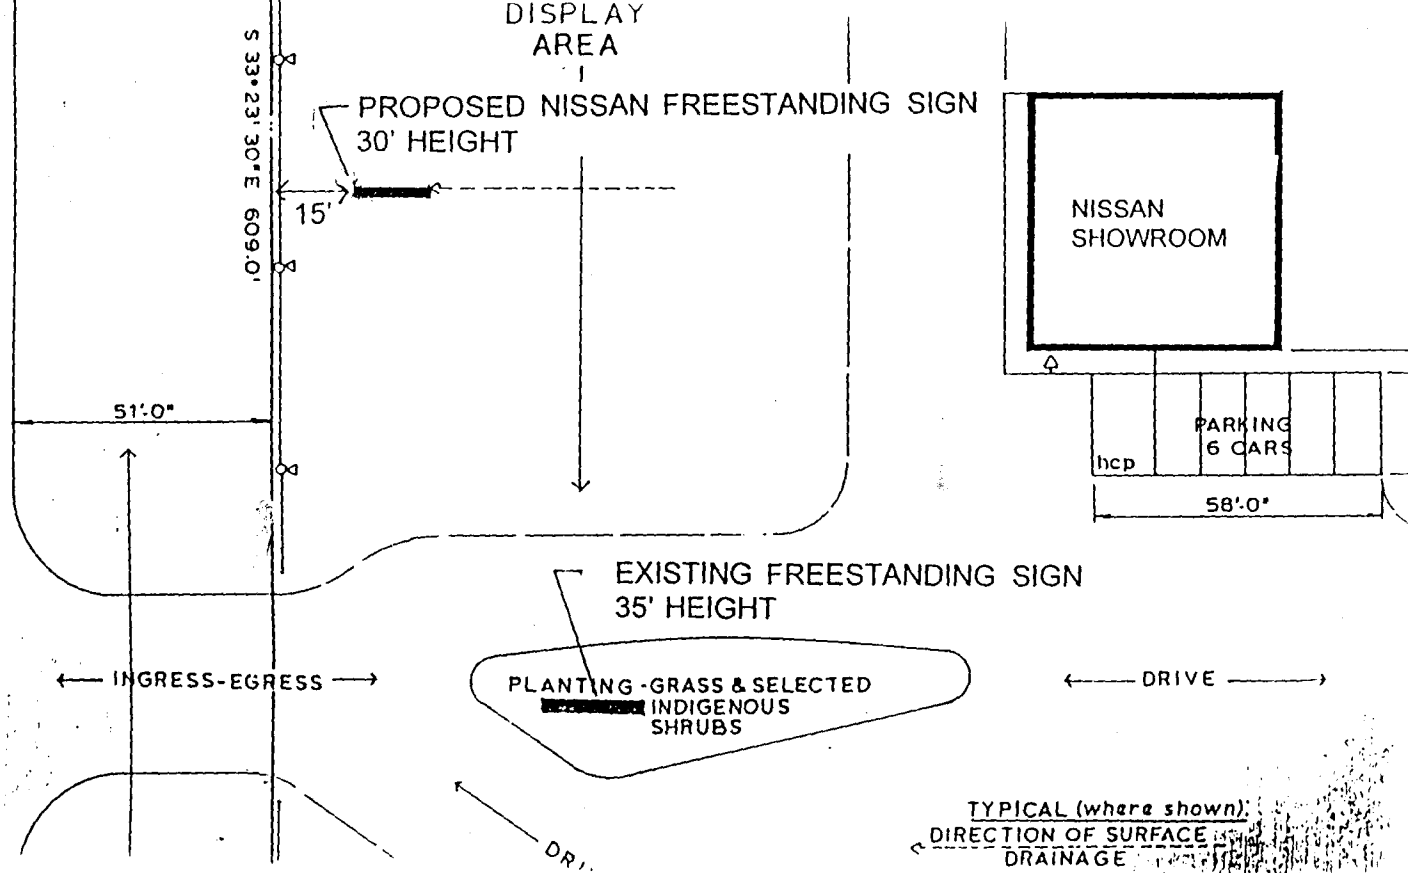 DISPLAY
AREA
PROPOSED NISSAN FREESTANDING SIGN
30' HEIGHT
S 33°23'30"E 609.0'
15'
NISSAN
SHOWROOM
51'-0"
PARKING
6 CARS
hcp
58'-0"
EXISTING FREESTANDING SIGN
35' HEIGHT
INGRESS-EGRESS
PLANTING -GRASS & SELECTED
INDIGENOUS
SHRUBS
DRIVE
TYPICAL (where shown)
DIRECTION OF SURFACE
DRAINAGE